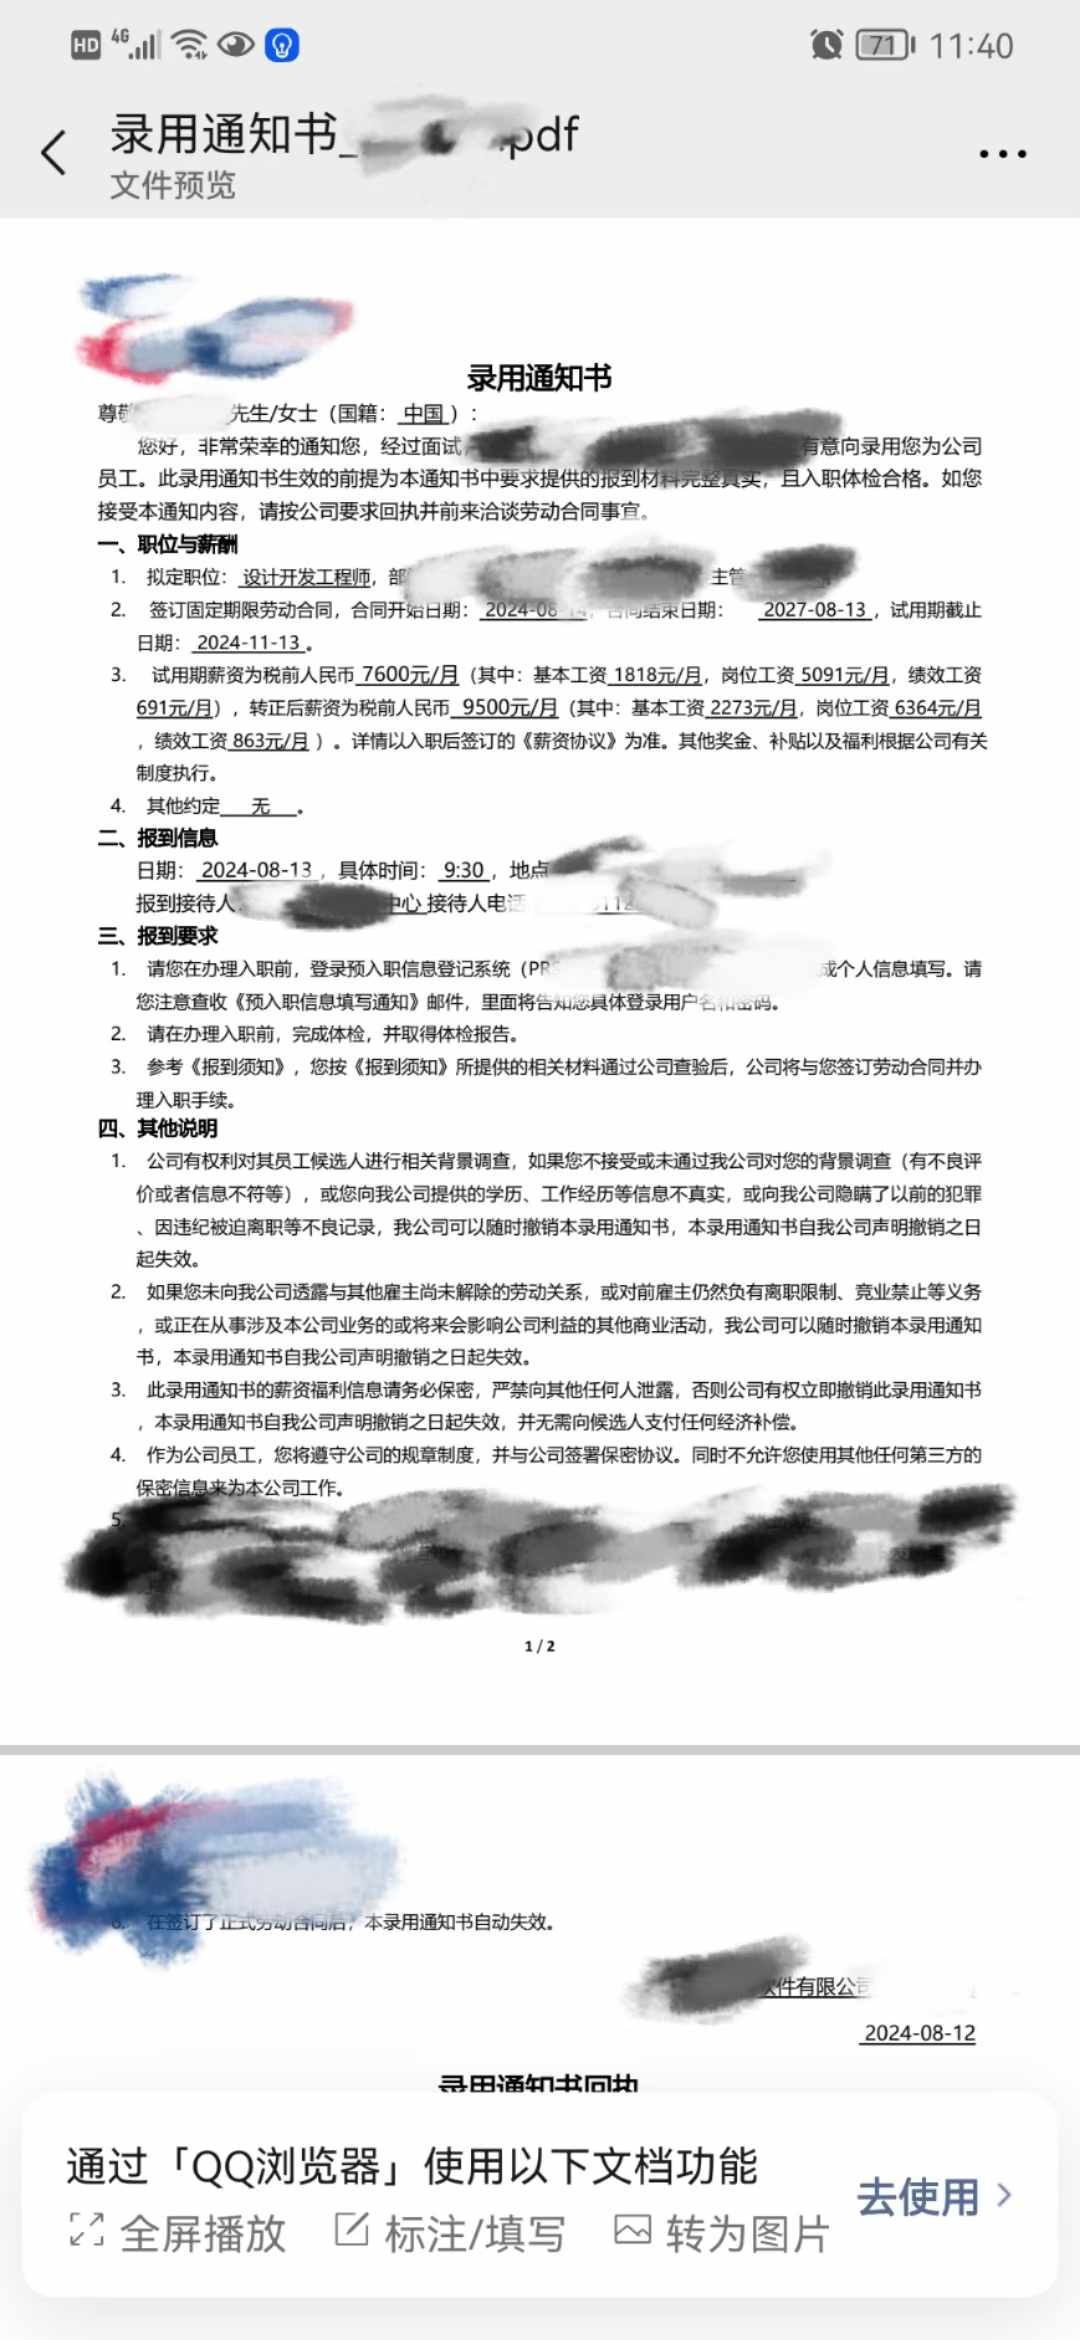 HD 4G 71 11:40
录用通知书_ .pdf
文件预览
录用通知书
尊敬 先生/女士（国籍： 中国 ）：
您好，非常荣幸的通知您，经过面试， 有意向录用您为公司
员工。此录用通知书生效的前提为本通知书中要求提供的报到材料完整真实，且入职体检合格。如您
接受本通知内容，请按公司要求回执并前来洽谈劳动合同事宜。
一、职位与薪酬
1. 拟定职位： 设计开发工程师，部 主管
2. 签订固定期限劳动合同，合同开始日期： 2024-08-14，合同结束日期： 2027-08-13 ，试用期截止
日期： 2024-11-13 。
3. 试用期薪资为税前人民币 7600元/月（其中：基本工资 1818元/月，岗位工资 5091元/月，绩效工资
691元/月），转正后薪资为税前人民币 9500元/月（其中：基本工资 2273元/月，岗位工资 6364元/月
，绩效工资 863元/月 ）。详情以入职后签订的《薪资协议》为准。其他奖金、补贴以及福利根据公司有关
制度执行。
4. 其他约定 无 。
二、报到信息
日期： 2024-08-13 ，具体时间： 9:30 ，地点
报到接待人 中心 接待人电话 112
三、报到要求
1. 请您在办理入职前，登录预入职信息登记系统（PR 成个人信息填写。请
您注意查收《预入职信息填写通知》邮件，里面将告知您具体登录用户名和密码。
2. 请在办理入职前，完成体检，并取得体检报告。
3. 参考《报到须知》，您按《报到须知》所提供的相关材料通过公司查验后，公司将与您签订劳动合同并办
理入职手续。
四、其他说明
1. 公司有权利对其员工候选人进行相关背景调查，如果您不接受或未通过我公司对您的背景调查（有不良评
价或者信息不符等），或您向我公司提供的学历、工作经历等信息不真实，或向我公司隐瞒了以前的犯罪
、因违纪被迫离职等不良记录，我公司可以随时撤销本录用通知书，本录用通知书自我公司声明撤销之日
起失效。
2. 如果您未向我公司透露与其他雇主尚未解除的劳动关系，或对前雇主仍然负有离职限制、竞业禁止等义务
，或正在从事涉及本公司业务的或将来会影响公司利益的其他商业活动，我公司可以随时撤销本录用通知
书，本录用通知书自我公司声明撤销之日起失效。
3. 此录用通知书的薪资福利信息请务必保密，严禁向其他任何人泄露，否则公司有权立即撤销此录用通知书
，本录用通知书自我公司声明撤销之日起失效，并无需向候选人支付任何经济补偿。
4. 作为公司员工，您将遵守公司的规章制度，并与公司签署保密协议。同时不允许您使用其他任何第三方的
保密信息来为本公司工作。
5.
1 / 2
6. 在签订了正式劳动合同后，本录用通知书自动失效。
软件有限公司
2024-08-12
录用通知书回执
通过「QQ浏览器」使用以下文档功能
去使用
全屏播放 标注/填写 转为图片